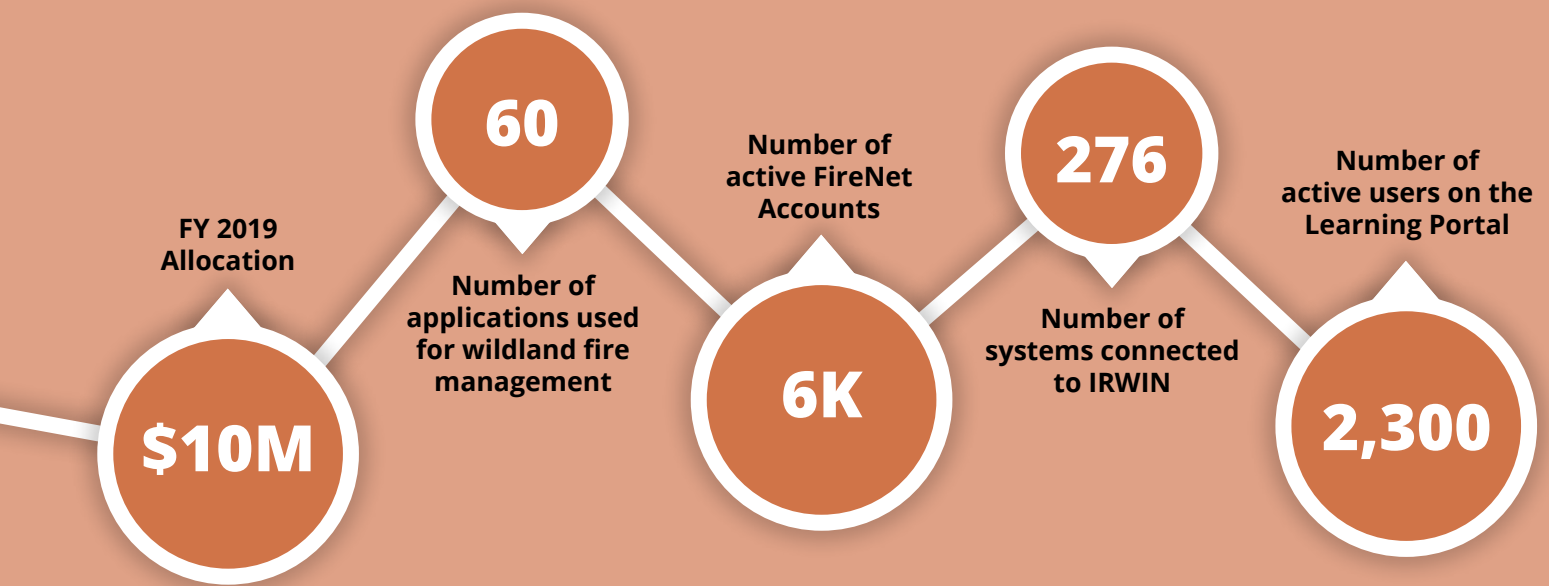 FY 2019
Allocation
$10M
60
Number of
applications used
for wildland fire
management
Number of
active FireNet
Accounts
6K
276
Number of
systems connected
to IRWIN
Number of
active users on the
Learning Portal
2,300